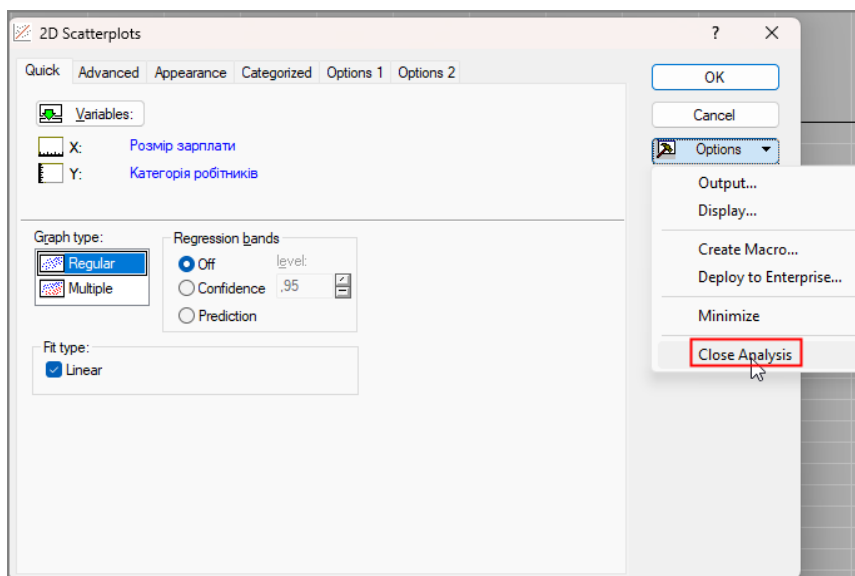 2D Scatterplots
? X
Quick Advanced Appearance Categorized Options 1 Options 2
OK
Variables:
Cancel
X: Розмір зарплати
Options
Y: Категорія робітників
Output...
Display...
Create Macro...
Deploy to Enterprise...
Minimize
Close Analysis
Graph type:
Regular
Multiple
Regression bands
Off
level:
Confidence ,95
Prediction
Fit type:
Linear